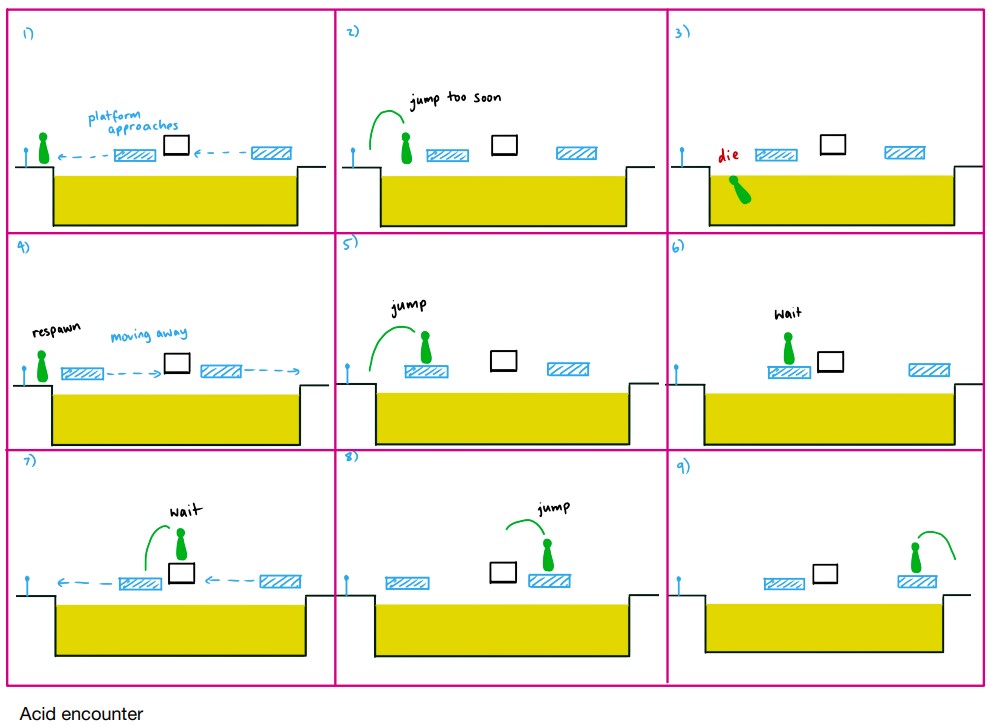 1)
platform
approaches
2)
jump too soon
3)
die
4)
respawn
moving away
5)
jump
6)
Wait
7)
wait
8)
jump
9)
Acid encounter